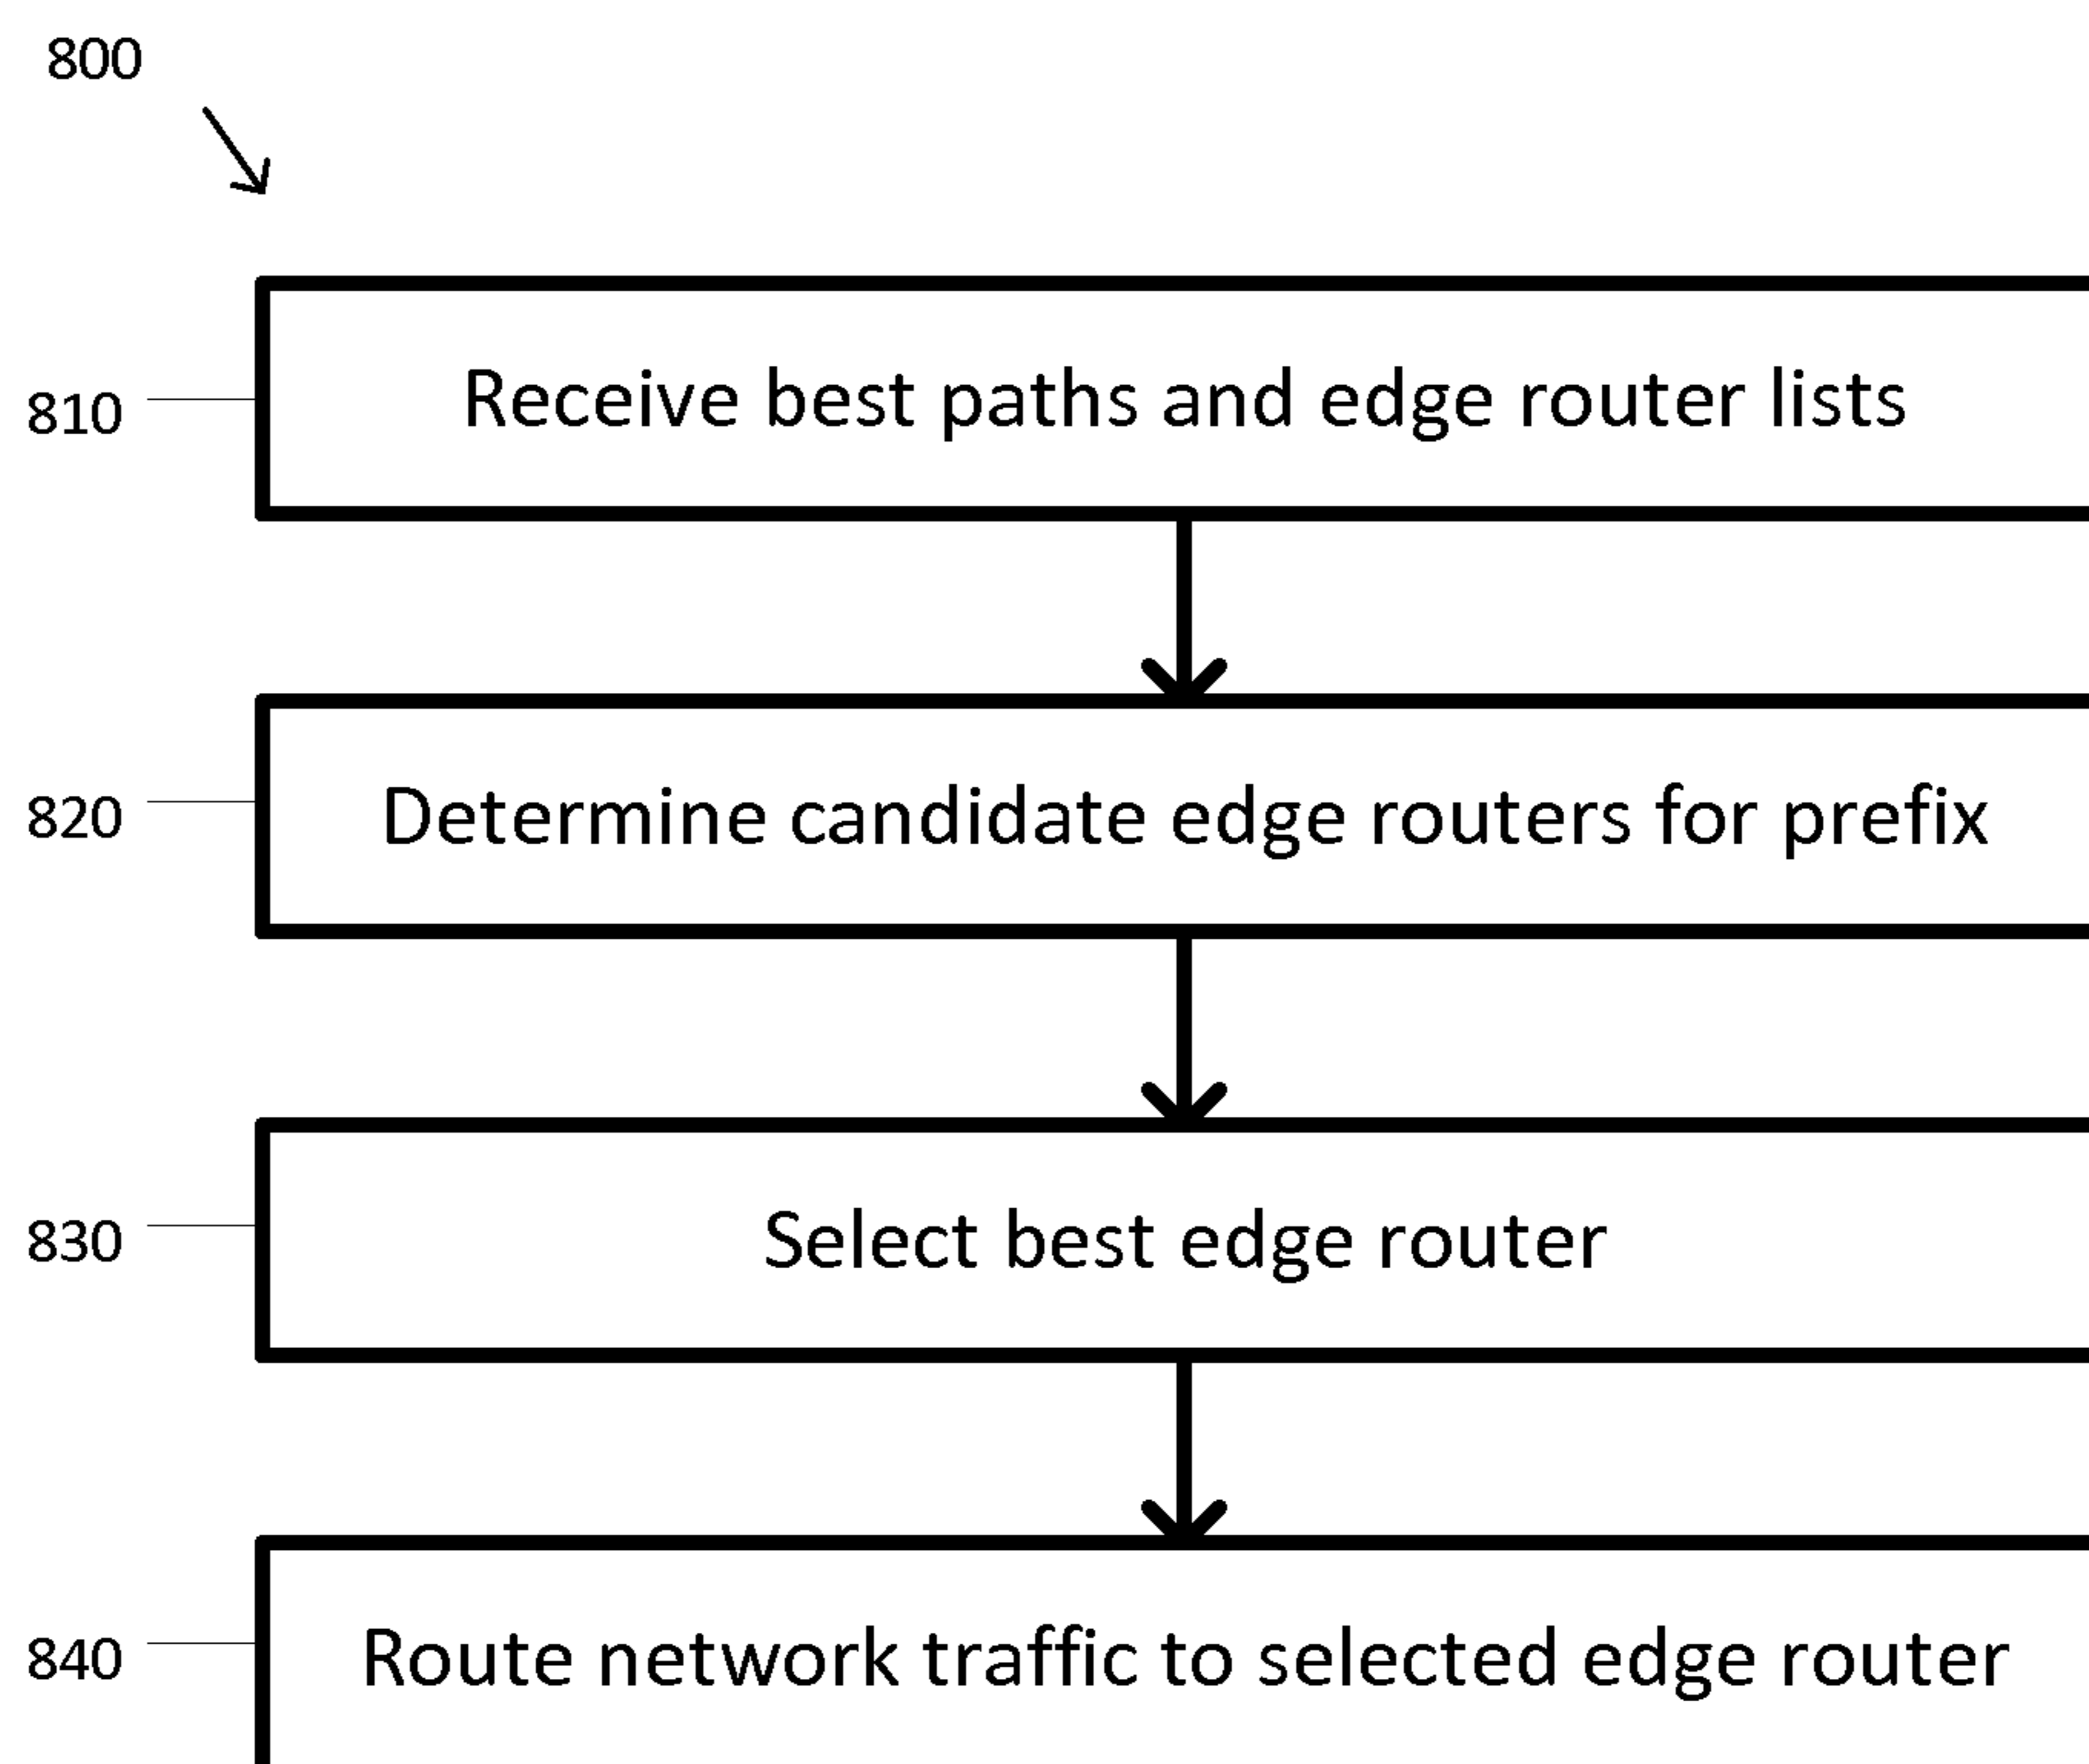 800
810
Receive best paths and edge router lists
820
Determine candidate edge routers for prefix
830
Select best edge router
840
Route network traffic to selected edge router